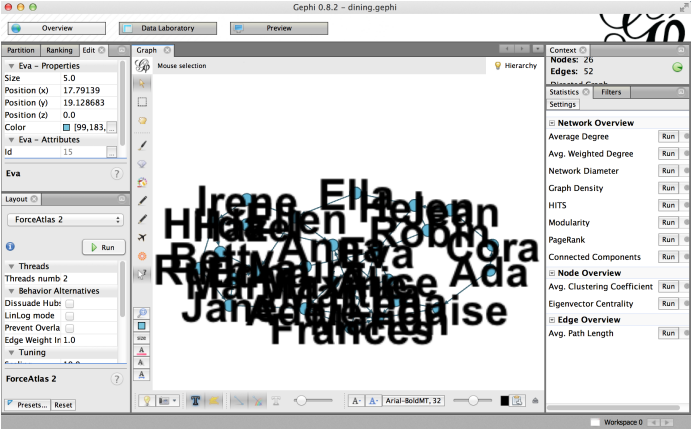 Gephi 0.8.2 - dining.gephi
Overview
Data Laboratory
Preview
Partition Ranking Edit
Eva - Properties
Size 5.0
Position (x) 17.79139
Position (y) 19.128683
Position (z) 0.0
Color [99,183, ...
Eva - Attributes
Id 15 ...
Eva ?
Layout
ForceAtlas 2
Run
Threads
Threads numb 2
Behavior Alternatives
Dissuade Hubs
LinLog mode
Prevent Overla
Edge Weight In 1.0
Tuning
ForceAtlas 2 ?
Presets... Reset
Graph
Mouse selection
Hierarchy
Irene
Ella
Helen
Jean
Robin
Eva
Cora
Ada
Jane
Louise
Frances
size
A- A- Arial-BoldMT, 32
Context
Nodes: 26
Edges: 52
Directed Graph
Statistics Filters
Settings
Network Overview
Average Degree Run
Avg. Weighted Degree Run
Network Diameter Run
Graph Density Run
HITS Run
Modularity Run
PageRank Run
Connected Components Run
Node Overview
Avg. Clustering Coefficient Run
Eigenvector Centrality Run
Edge Overview
Avg. Path Length Run
Workspace 0